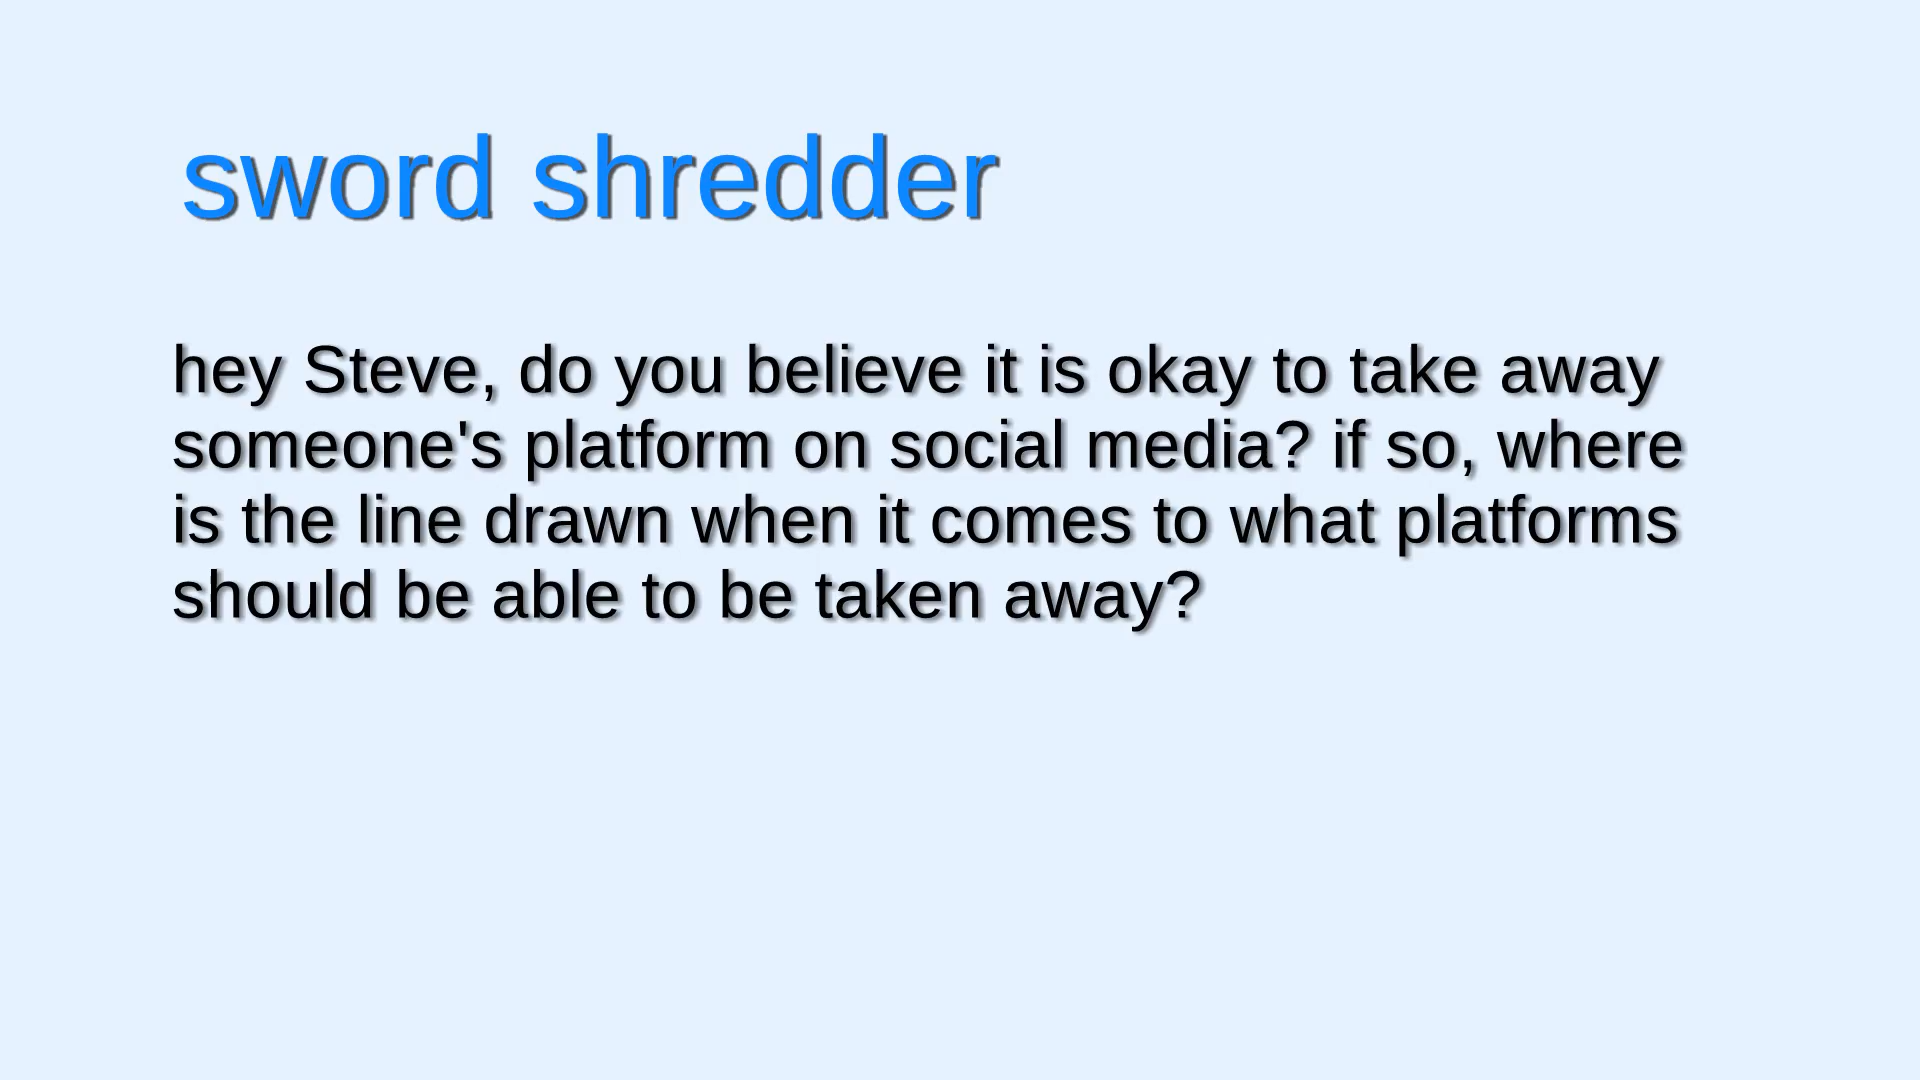 sword shredder
hey Steve, do you believe it is okay to take away
someone's platform on social media? if so, where
is the line drawn when it comes to what platforms
should be able to be taken away?